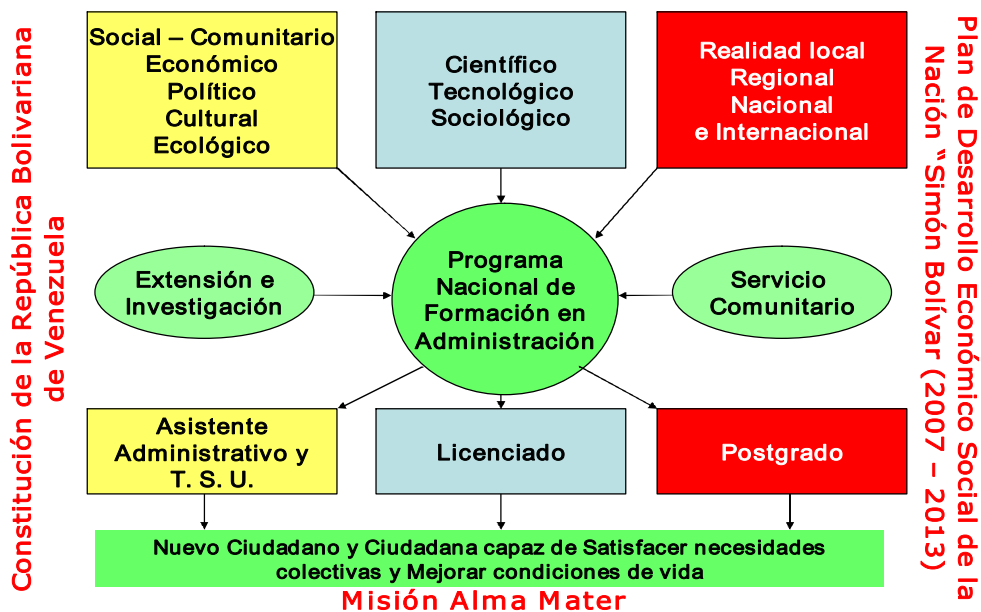 Constitución de la República Bolivariana
de Venezuela
Social – Comunitario
Económico
Político
Cultural
Ecológico
Científico
Tecnológico
Sociológico
Realidad local
Regional
Nacional
e Internacional
Plan de Desarrollo Económico Social de la
Nación “Simón Bolívar (2007 – 2013)
Extensión e
Investigación
Programa
Nacional de
Formación en
Administración
Servicio
Comunitario
Asistente
Administrativo y
T. S. U.
Licenciado
Postgrado
Nuevo Ciudadano y Ciudadana capaz de Satisfacer necesidades
colectivas y Mejorar condiciones de vida
Misión Alma Mater